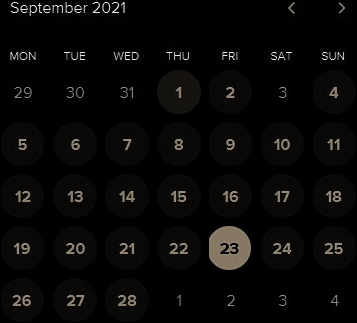 September 2021
MON TUE WED THU FRI SAT SUN
29 30 31 1 2 3 4
5 6 7 8 9 10 11
12 13 14 15 16 17 18
19 20 21 22 23 24 25
26 27 28 1 2 3 4